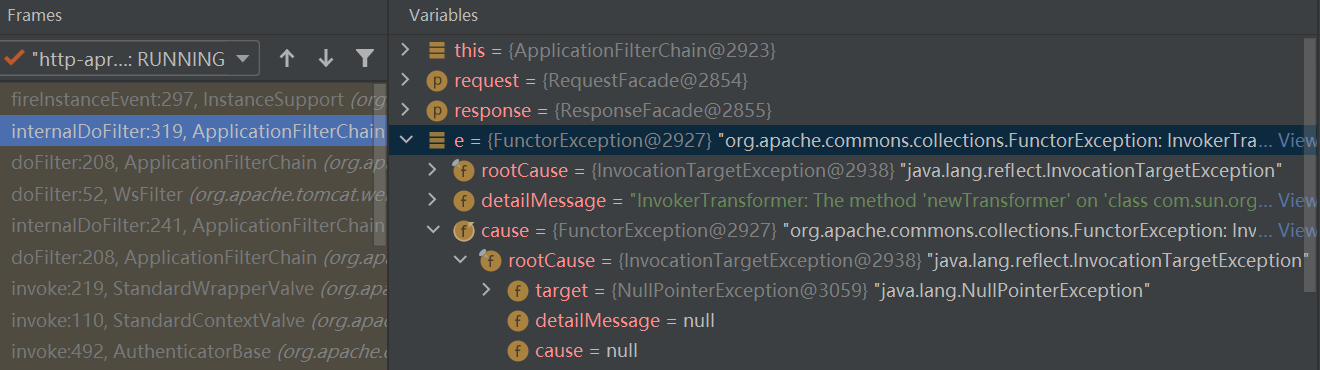 Frames
"http-apr...: RUNNING
fireInstanceEvent:297, InstanceSupport (org.
internalDoFilter:319, ApplicationFilterChain
doFilter:208, ApplicationFilterChain (org.ap
doFilter:52, WsFilter (org.apache.tomcat.we
internalDoFilter:241, ApplicationFilterChain
doFilter:208, ApplicationFilterChain (org.ap
invoke:219, StandardWrapperValve (org.apa
invoke:110, StandardContextValve (org.apac
invoke:492, AuthenticatorBase (org.apache.c
Variables
this = {ApplicationFilterChain@2923}
request = {RequestFacade@2854}
response = {ResponseFacade@2855}
e = {FunctorException@2927} "org.apache.commons.collections.FunctorException: InvokerTra... View
rootCause = {InvocationTargetException@2938} "java.lang.reflect.InvocationTargetException"
detailMessage = "InvokerTransformer: The method 'newTransformer' on 'class com.sun.org... View
cause = {FunctorException@2927} "org.apache.commons.collections.FunctorException: Inv... View
rootCause = {InvocationTargetException@2938} "java.lang.reflect.InvocationTargetException"
target = {NullPointerException@3059} "java.lang.NullPointerException"
detailMessage = null
cause = null